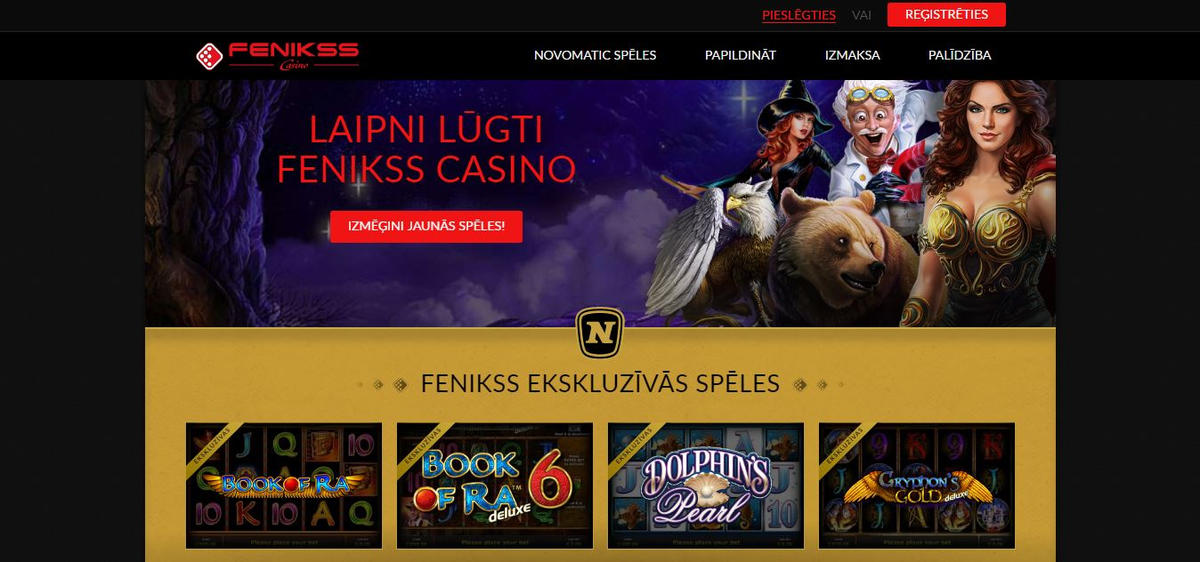 PIESLĒGTIES VAI REĢISTRĒTIES
FENIKSS
Casino
NOVOMATIC SPĒLES PAPILDINĀT IZMAKSA PALĪDZĪBA
LAIPNI LŪGTI
FENIKSS CASINO
IZMĒĢINI JAUNĀS SPĒLES!
N
FENIKSS EKSKLUZĪVĀS SPĒLES
EKSKLUZĪVAS
BOOK OF RA
Please place your bet
EKSKLUZĪVAS
BOOK
OF RA™ 6
deluxe
Please place your bet
EKSKLUZĪVAS
DOLPHIN'S
Pearl
Please place your bet
EKSKLUZĪVAS
GRYPHON'S
GOLD deluxe
Please place your bet